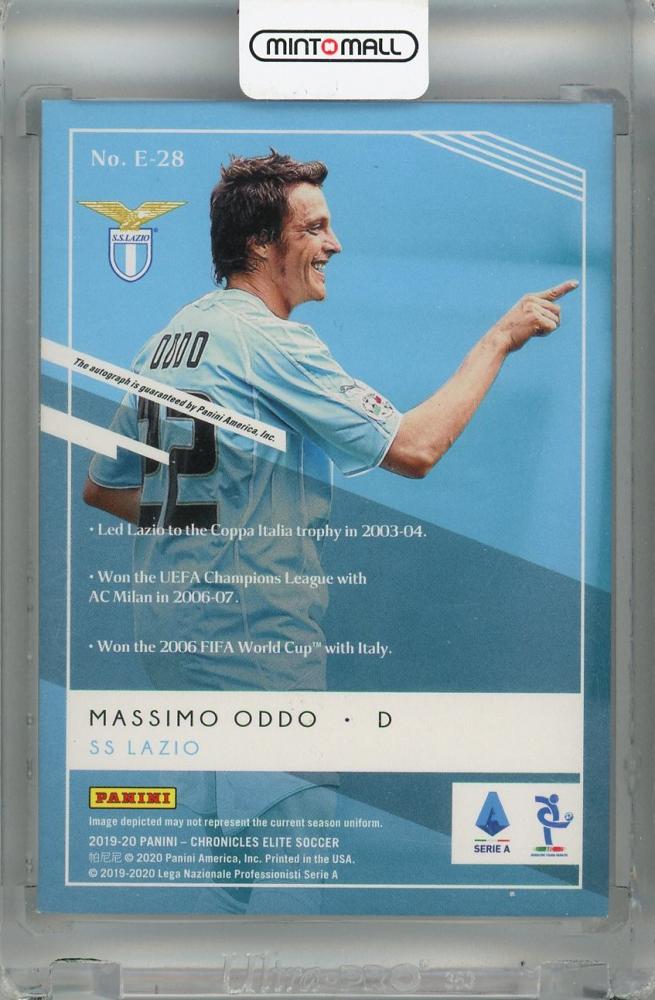 MINTOMALL
No. E-28
S.S.LAZIO
ODDO
The autograph is guaranteed by Panini America, Inc.
• Led Lazio to the Coppa Italia trophy in 2003-04.
• Won the UEFA Champions League with
AC Milan in 2006-07.
• Won the 2006 FIFA World Cup™ with Italy.
MASSIMO ODDO • D
SS LAZIO
PANINI
Image depicted may not represent the current season uniform.
2019-20 PANINI – CHRONICLES ELITE SOCCER
帕尼尼 © 2020 Panini America, Inc. Printed in the USA.
© 2019-2020 Lega Nazionale Professionisti Serie A
SERIE A
Ultra·PRO